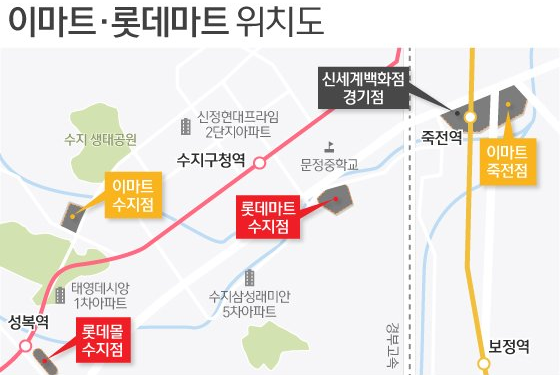 이마트·롯데마트 위치도
신세계백화점
경기점
신정현대프라임
2단지아파트
수지 생태공원
죽전역
수지구청역
문정중학교
이마트
죽전점
이마트
수지점
롯데마트
수지점
태영데시앙
1차아파트
수지삼성래미안
5차아파트
성복역
롯데몰
수지점
경부고속
보정역